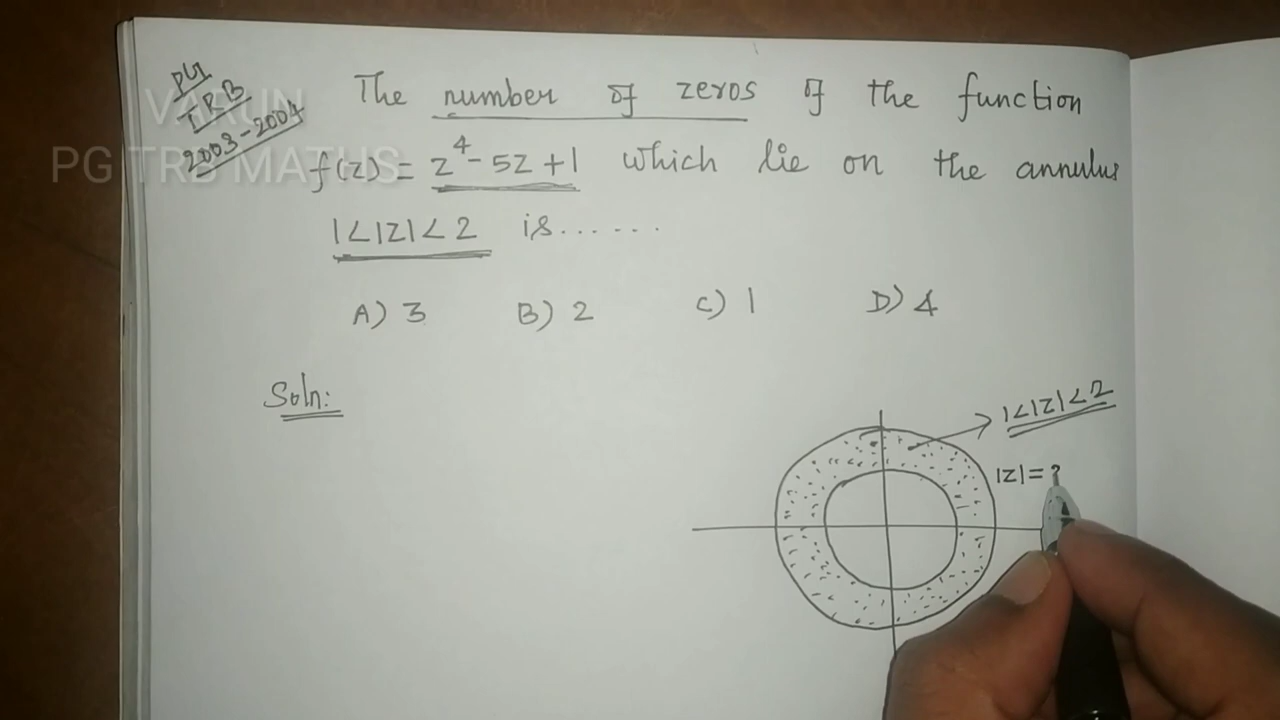 PG
TRB
2003-2004
VARUN
PG TRB MATHS
The number of zeros of the function
f(z) = z⁴ - 5z + 1 which lie on the annulus
1<|z|<2 is......
A) 3 B) 2 C) 1 D) 4
Soln:
1<|z|<2
|z| =